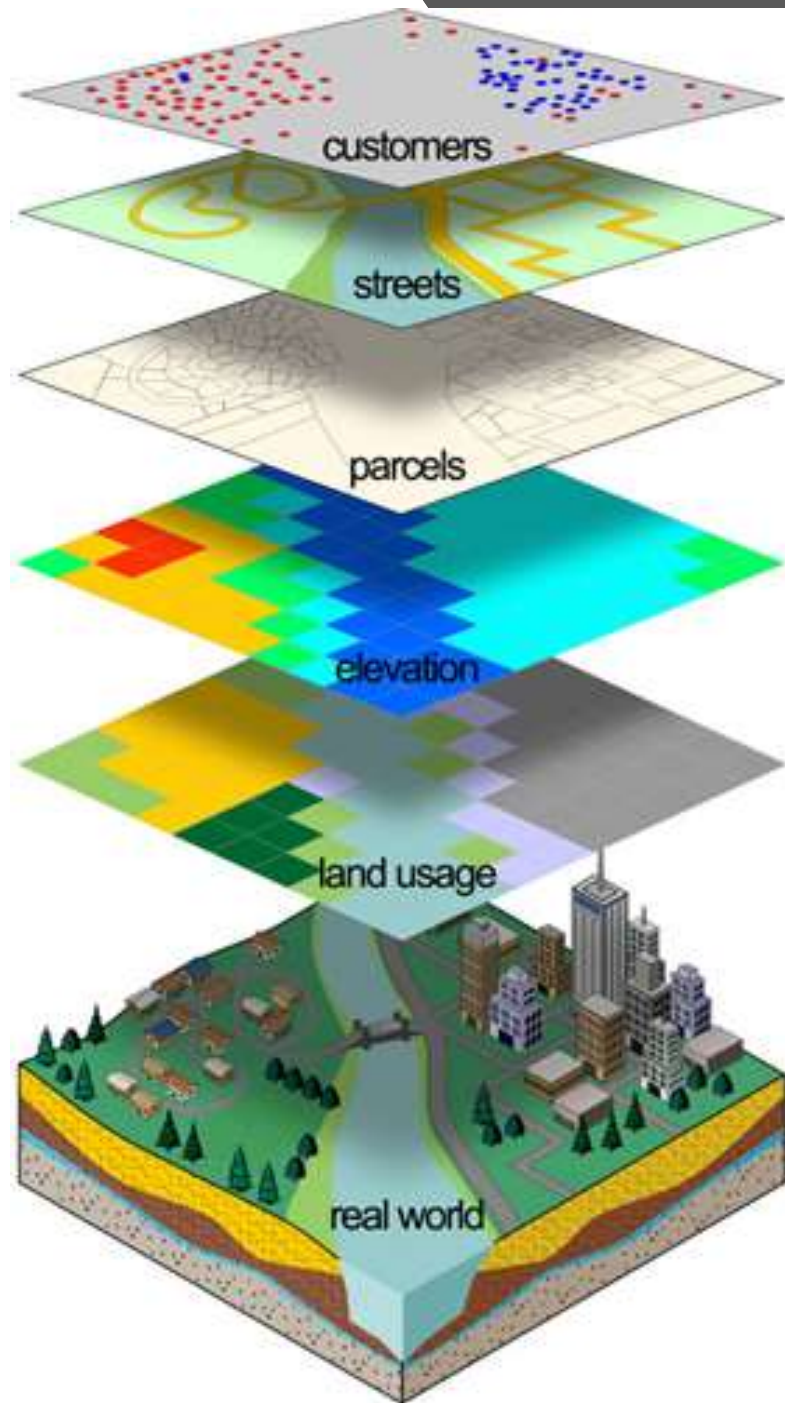 customers
streets
parcels
elevation
land usage
real world